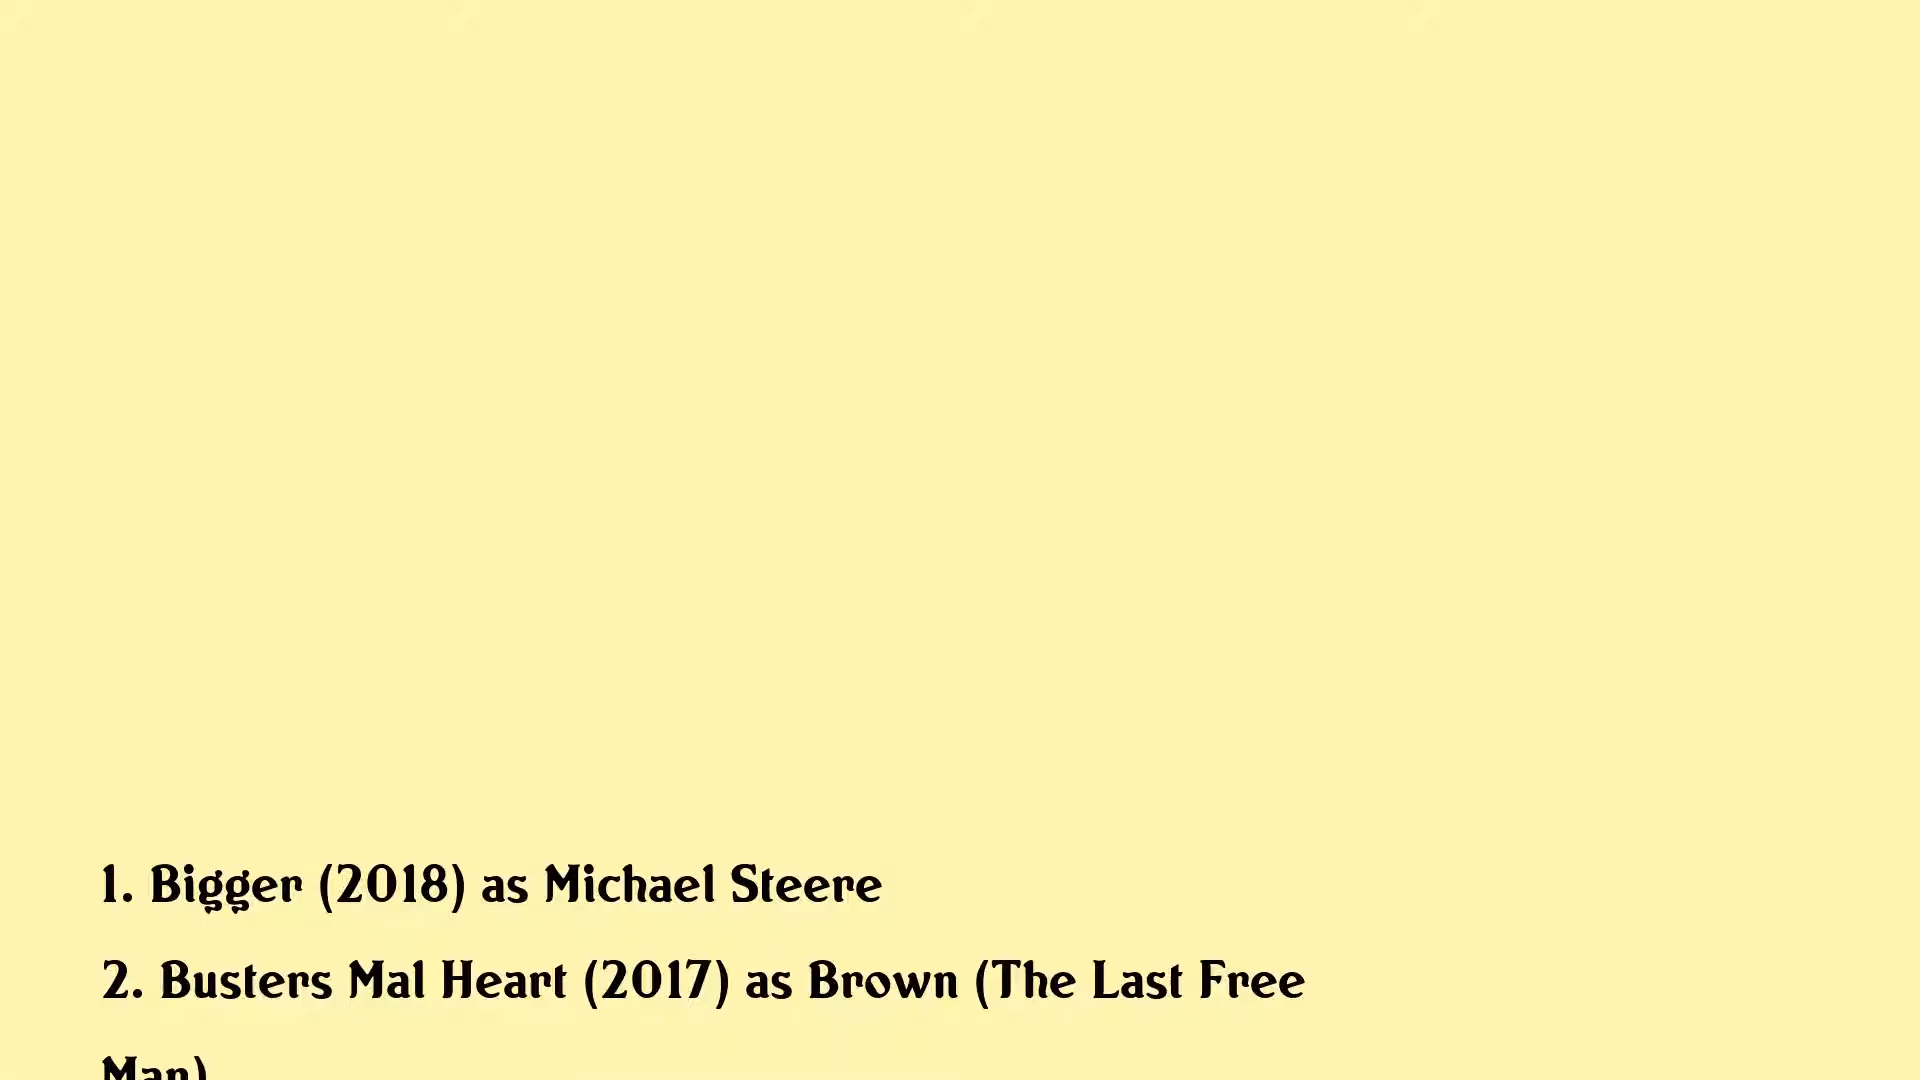 1. Bigger (2018) as Michael Steere
2. Busters Mal Heart (2017) as Brown (The Last Free
Man)